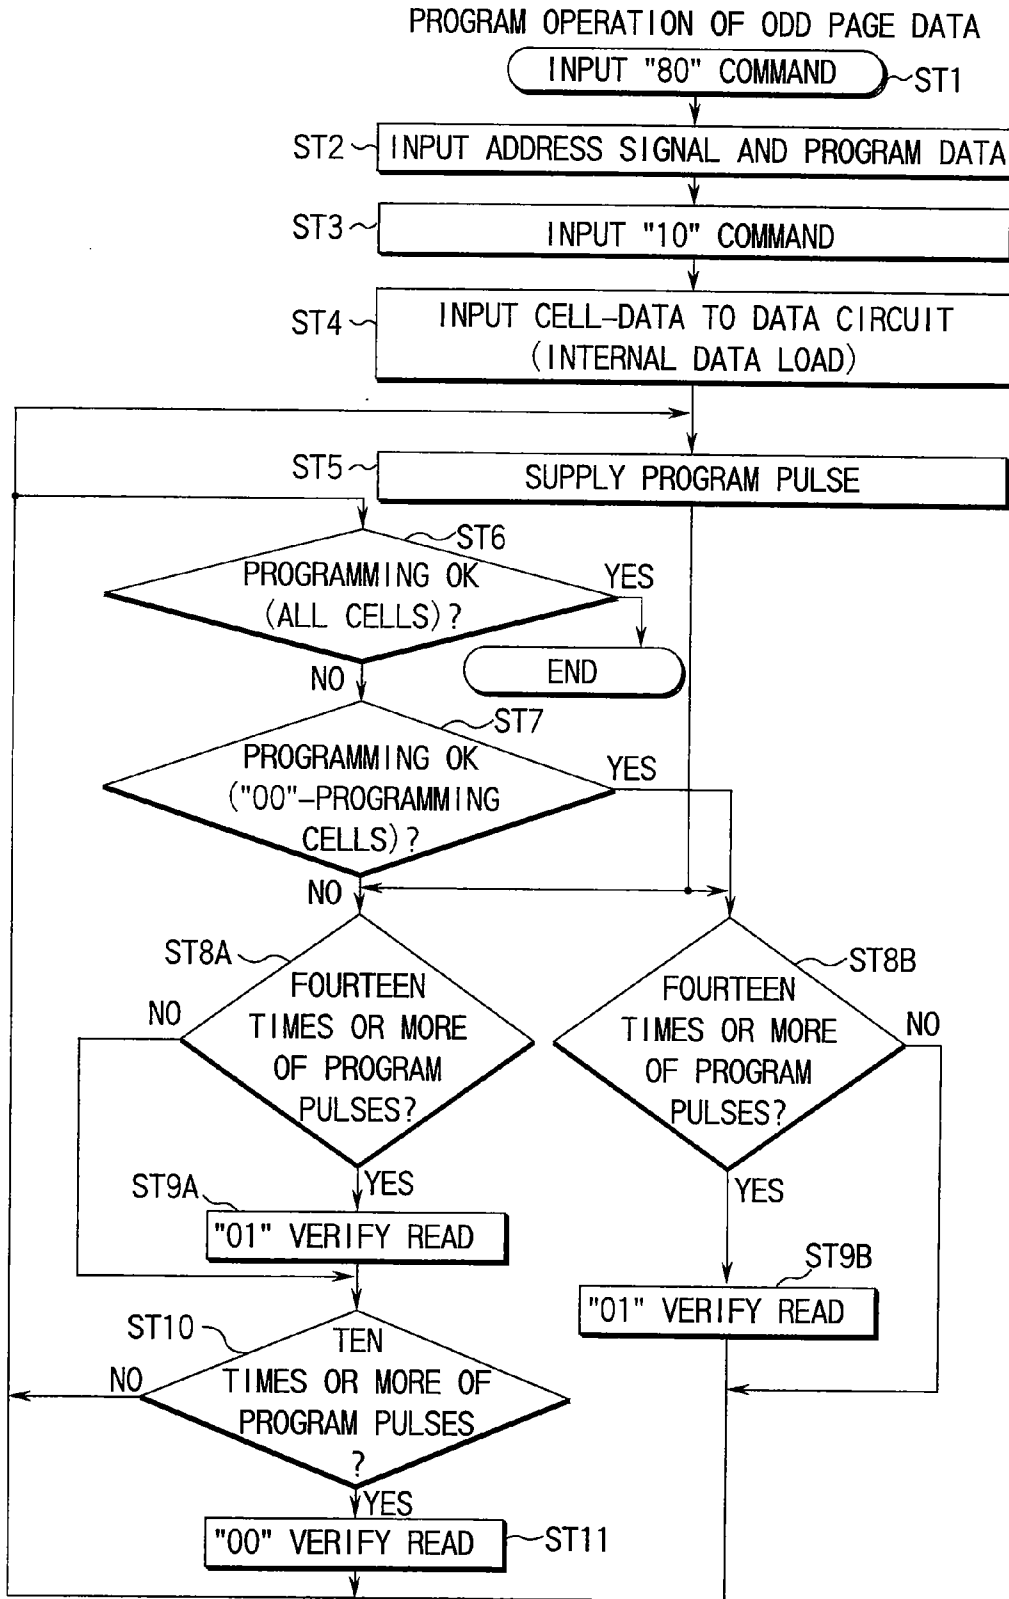 PROGRAM OPERATION OF ODD PAGE DATA
INPUT "80" COMMAND
ST1
ST2
INPUT ADDRESS SIGNAL AND PROGRAM DATA
ST3
INPUT "10" COMMAND
ST4
INPUT CELL-DATA TO DATA CIRCUIT
(INTERNAL DATA LOAD)
ST5
SUPPLY PROGRAM PULSE
ST6
PROGRAMMING OK
(ALL CELLS)?
YES
END
NO
ST7
PROGRAMMING OK
("00"-PROGRAMMING
CELLS)?
YES
NO
ST8A
FOURTEEN
TIMES OR MORE
OF PROGRAM
PULSES?
NO
YES
ST8B
FOURTEEN
TIMES OR MORE
OF PROGRAM
PULSES?
NO
YES
ST9A
"01" VERIFY READ
ST9B
"01" VERIFY READ
ST10
TEN
TIMES OR MORE OF
PROGRAM PULSES
?
NO
YES
"00" VERIFY READ
ST11